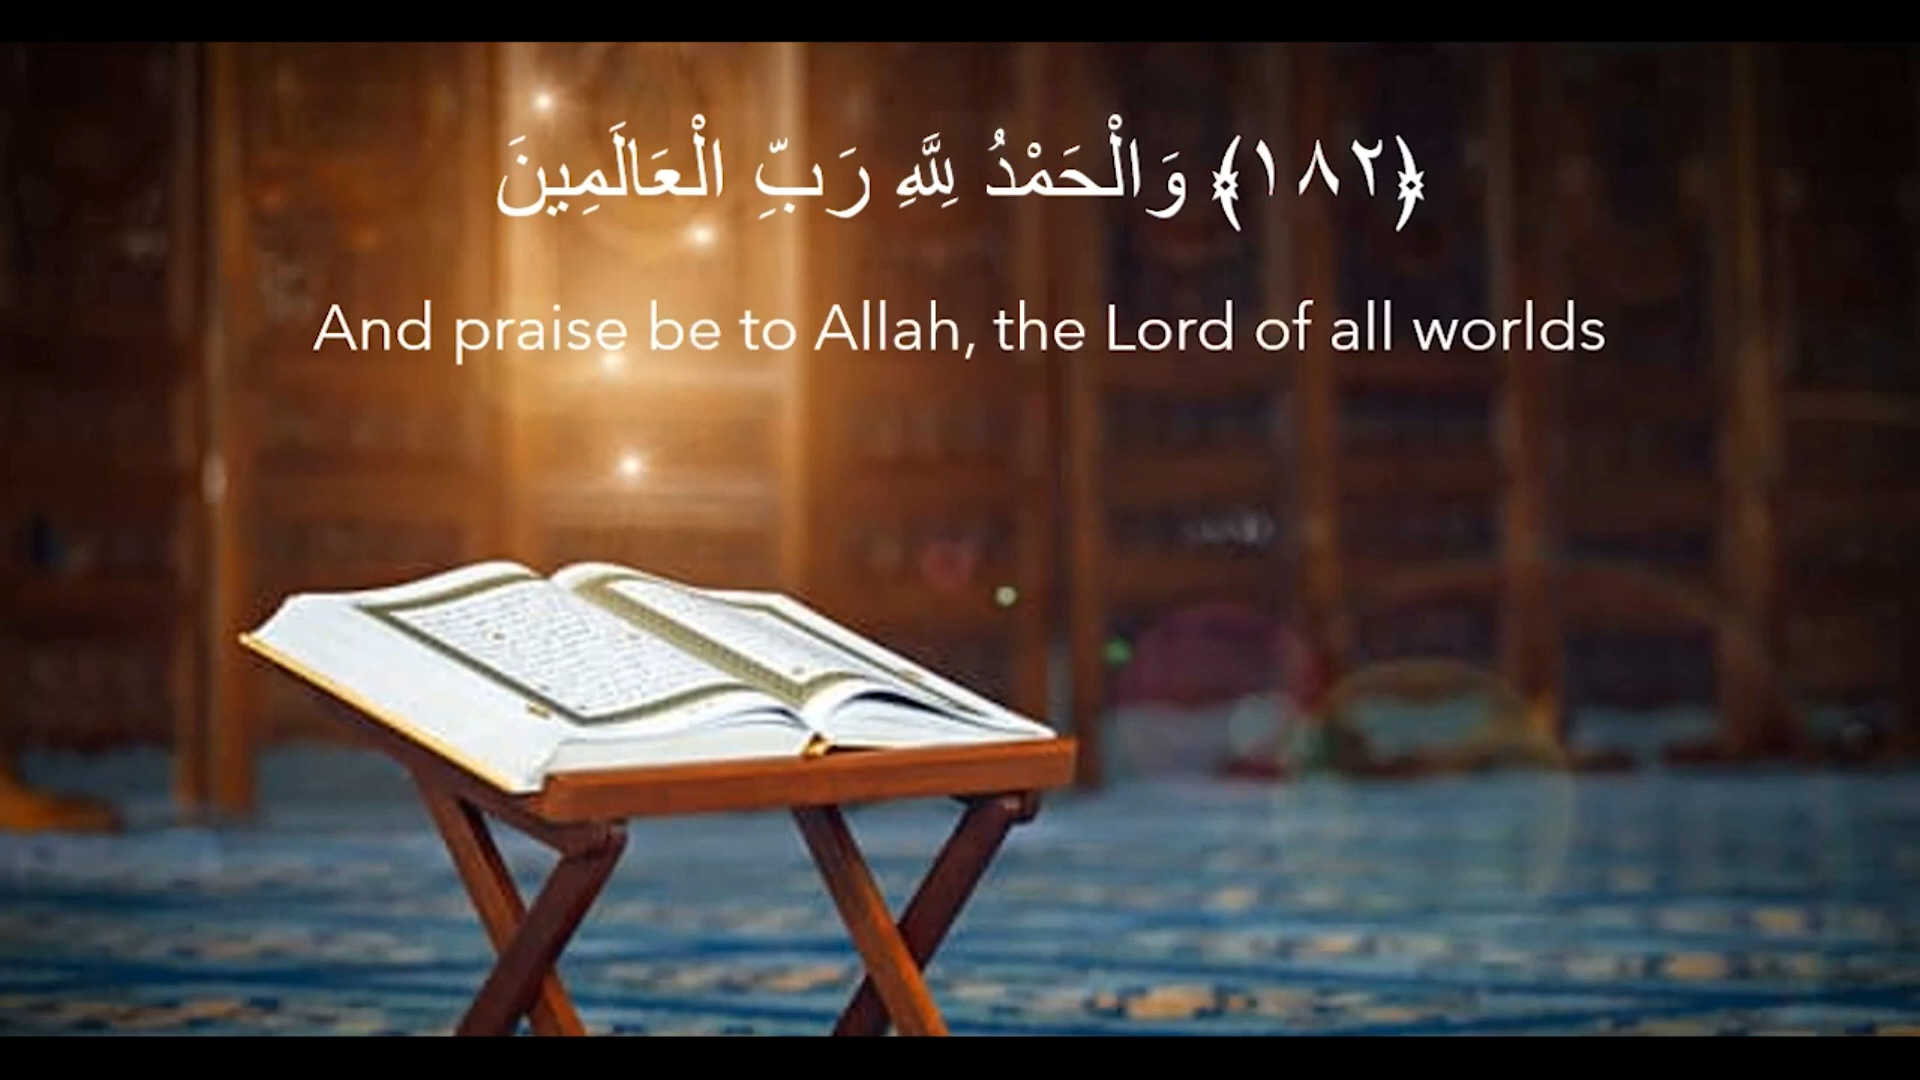 ﴿١٨٢﴾ وَالْحَمْدُ لِلَّهِ رَبِّ الْعَالَمِينَ
And praise be to Allah, the Lord of all worlds